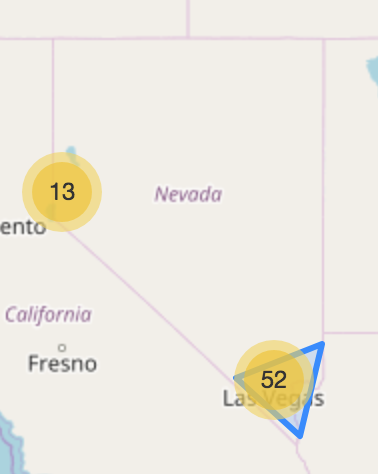 13
Nevada
ento
California
Fresno
52
Las Vegas